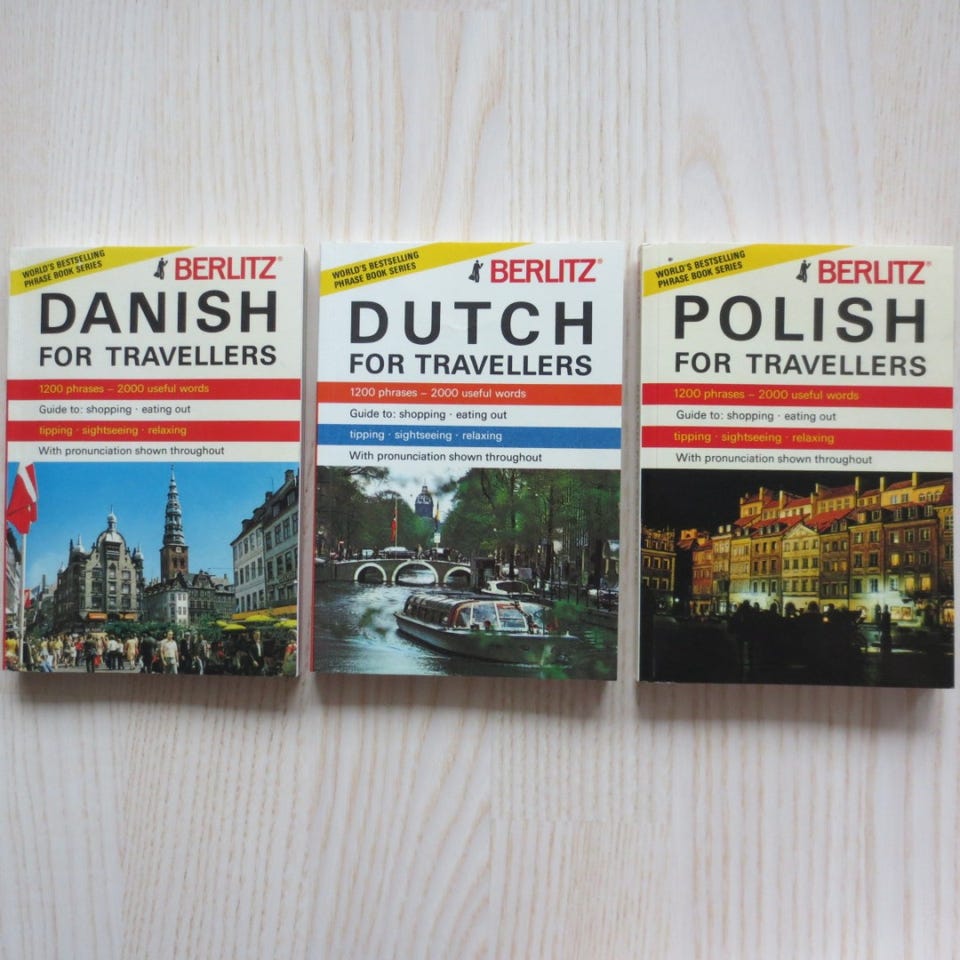 WORLD'S BESTSELLING
PHRASE BOOK SERIES
BERLITZ®
DANISH
FOR TRAVELLERS
1200 phrases – 2000 useful words
Guide to: shopping · eating out
tipping · sightseeing · relaxing
With pronunciation shown throughout
WORLD'S BESTSELLING
PHRASE BOOK SERIES
BERLITZ®
DUTCH
FOR TRAVELLERS
1200 phrases – 2000 useful words
Guide to: shopping · eating out
tipping · sightseeing · relaxing
With pronunciation shown throughout
WORLD'S BESTSELLING
PHRASE BOOK SERIES
BERLITZ®
POLISH
FOR TRAVELLERS
1200 phrases – 2000 useful words
Guide to: shopping · eating out
tipping · sightseeing · relaxing
With pronunciation shown throughout